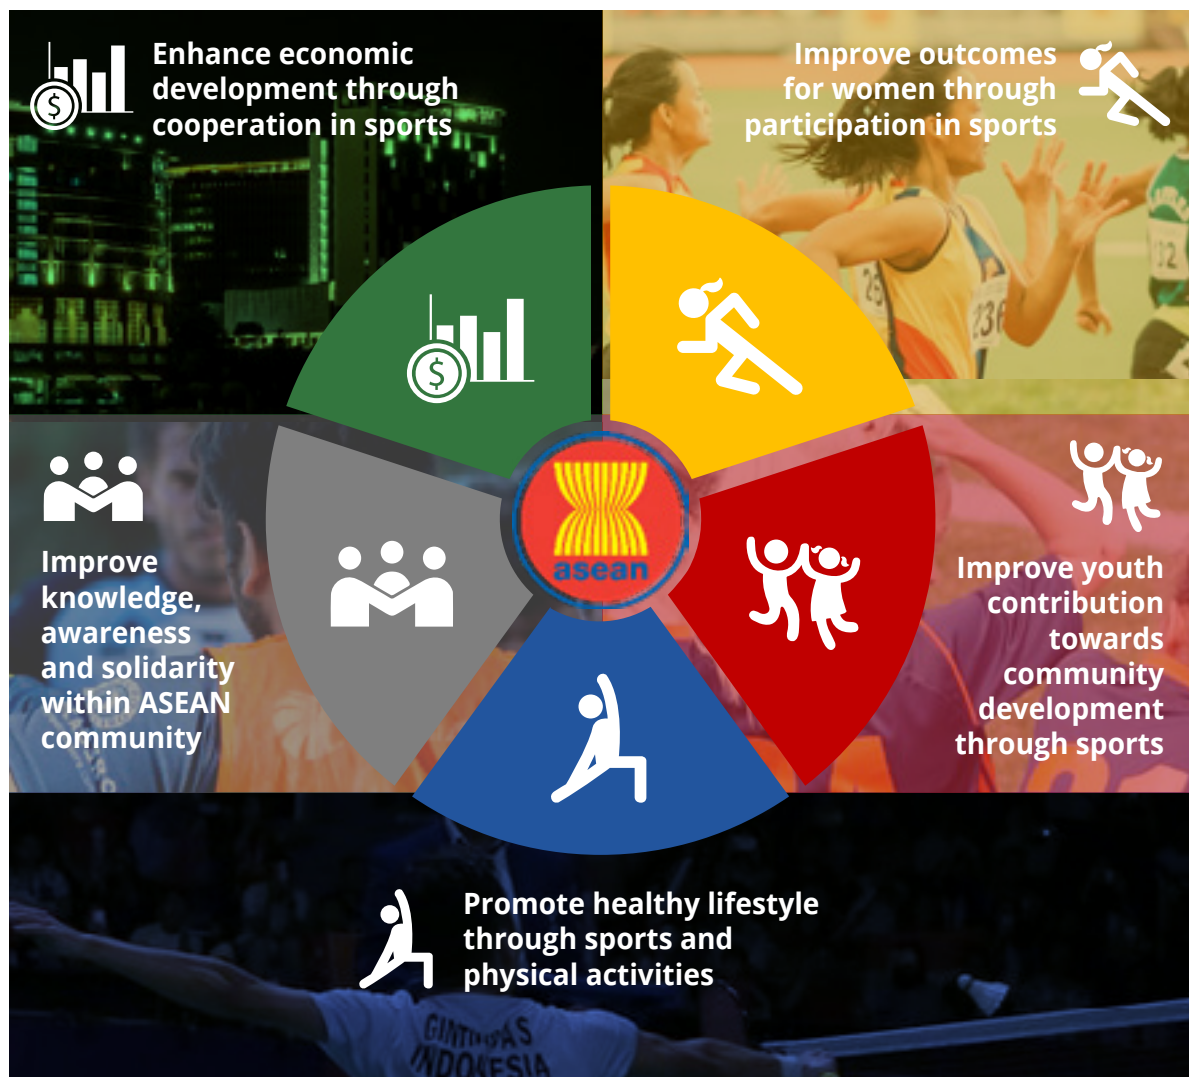 Enhance economic
development through
cooperation in sports
Improve outcomes
for women through
participation in sports
$
$
236
asean
Improve
knowledge,
awareness
and solidarity
within ASEAN
community
Improve youth
contribution
towards
community
development
through sports
Promote healthy lifestyle
through sports and
physical activities
INDONESIA